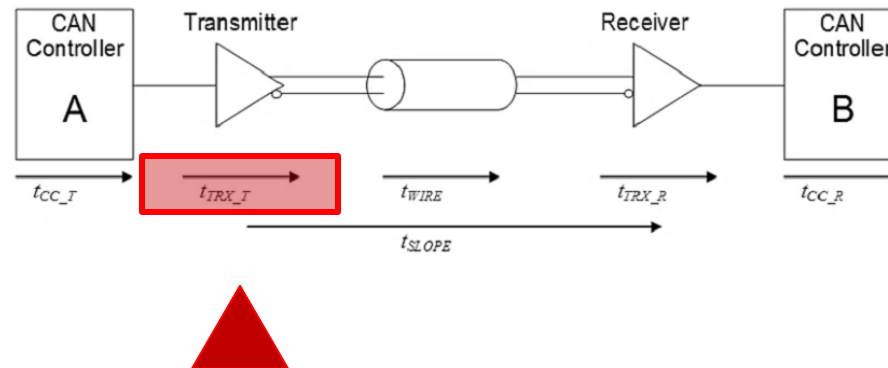 CAN
Controller
A
Transmitter
Receiver
CAN
Controller
B
tCC_T
tTRX_T
tWIRE
tTRX_R
tCC_R
tSLOPE